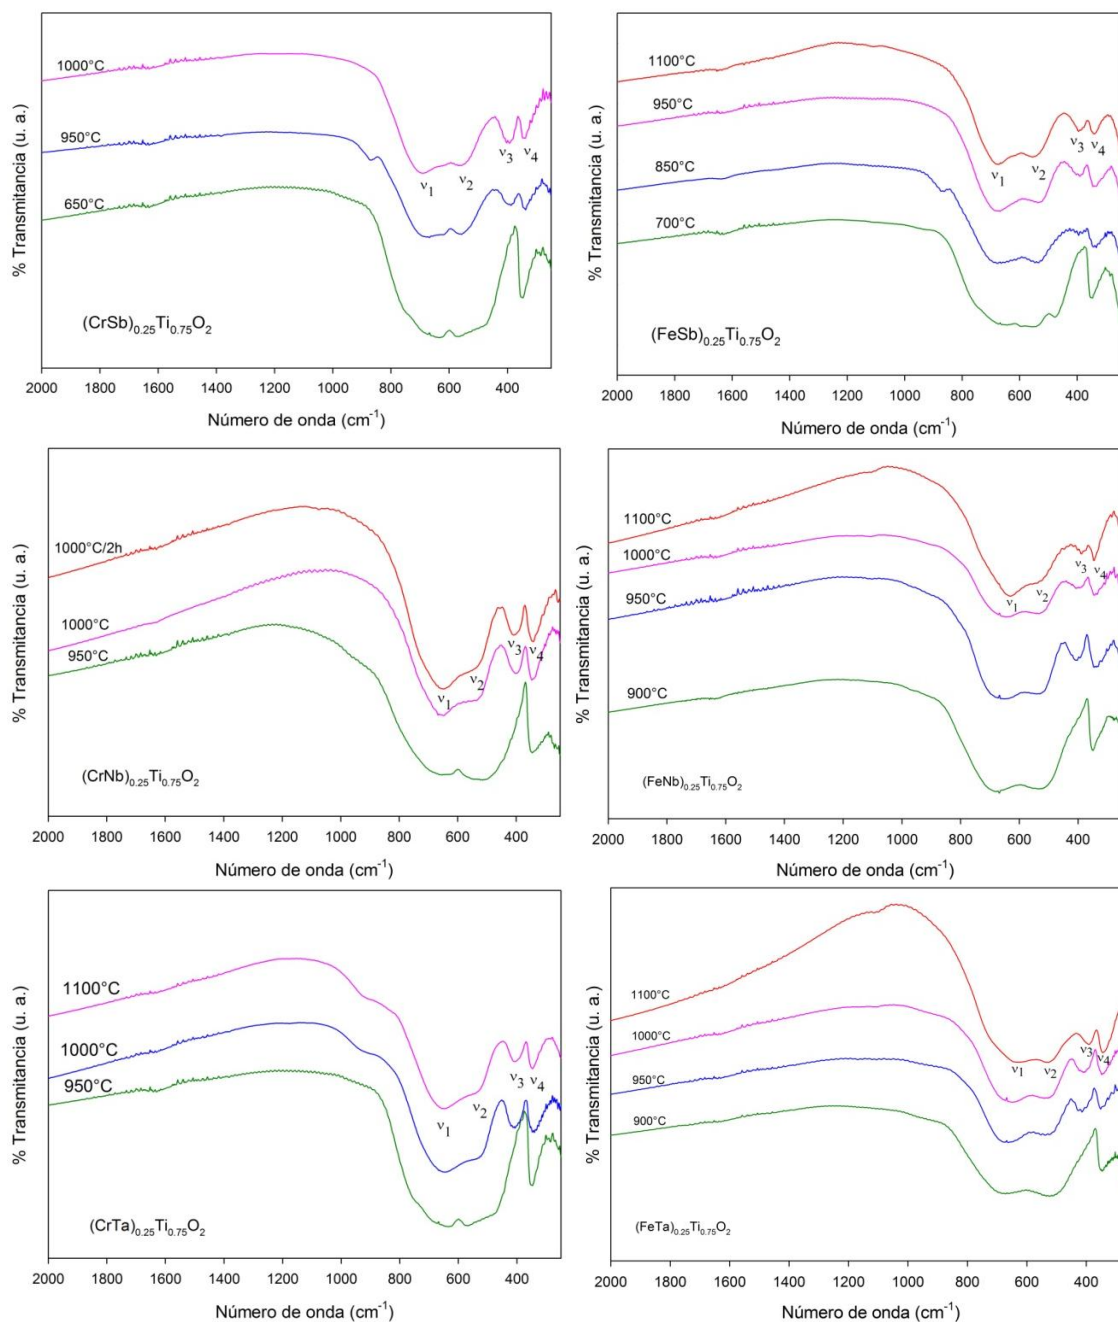 % Transmitancia (u. a.)
1000°C
950°C
650°C
ν₁
ν₂
ν₃
ν₄
(CrSb)₀.₂₅Ti₀.₇₅O₂
2000 1800 1600 1400 1200 1000 800 600 400
Número de onda (cm⁻¹)
% Transmitancia (u. a.)
1100°C
950°C
850°C
700°C
ν₁
ν₂
ν₃
ν₄
(FeSb)₀.₂₅Ti₀.₇₅O₂
2000 1800 1600 1400 1200 1000 800 600 400
Número de onda (cm⁻¹)
% Transmitancia (u. a.)
1000°C/2h
1000°C
950°C
ν₁
ν₂
ν₃
ν₄
(CrNb)₀.₂₅Ti₀.₇₅O₂
2000 1800 1600 1400 1200 1000 800 600 400
Número de onda (cm⁻¹)
% Transmitancia (u. a.)
1100°C
1000°C
950°C
900°C
ν₁
ν₂
ν₃
ν₄
(FeNb)₀.₂₅Ti₀.₇₅O₂
2000 1800 1600 1400 1200 1000 800 600 400
Número de onda (cm⁻¹)
% Transmitancia (u. a.)
1100°C
1000°C
950°C
ν₁
ν₂
ν₃
ν₄
(CrTa)₀.₂₅Ti₀.₇₅O₂
2000 1800 1600 1400 1200 1000 800 600 400
Número de onda (cm⁻¹)
% Transmitancia (u. a.)
1100°C
1000°C
950°C
900°C
ν₁
ν₂
ν₃
ν₄
(FeTa)₀.₂₅Ti₀.₇₅O₂
2000 1800 1600 1400 1200 1000 800 600 400
Número de onda (cm⁻¹)